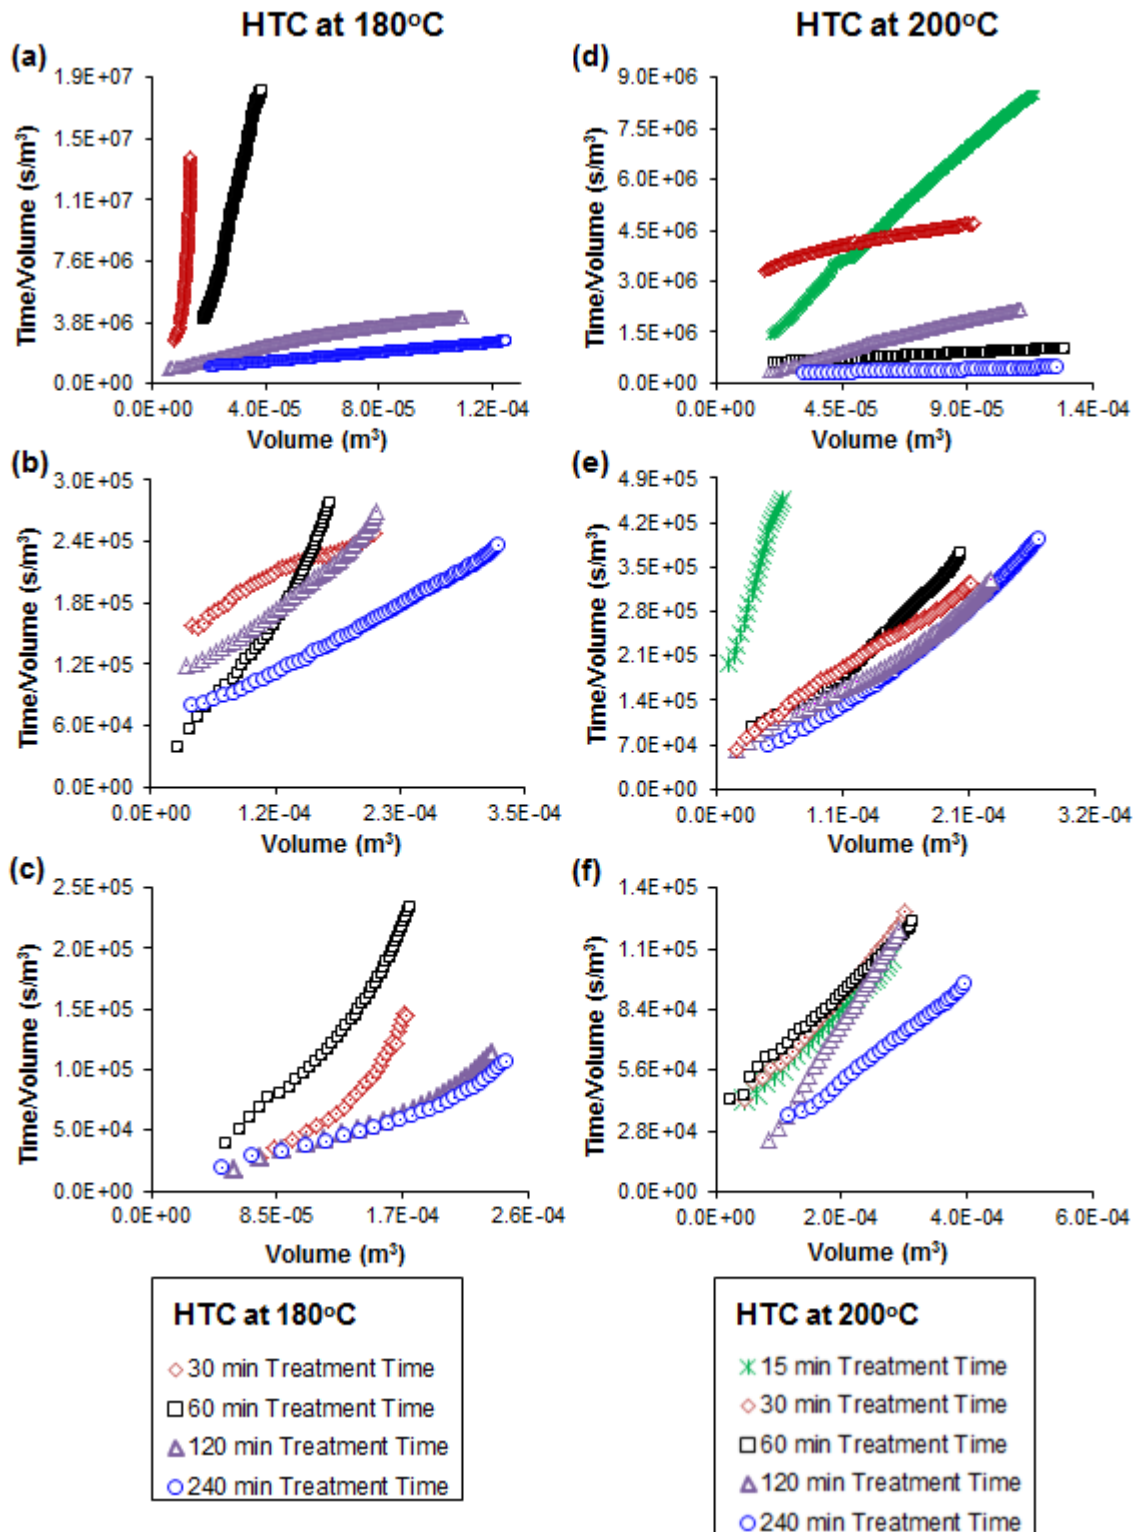 HTC at 180°C
HTC at 200°C
(a)
Time/Volume (s/m³)
1.9E+07
1.5E+07
1.1E+07
7.6E+06
3.8E+06
0.0E+00
0.0E+00 4.0E-05 8.0E-05 1.2E-04
Volume (m³)
(d)
Time/Volume (s/m³)
9.0E+06
7.5E+06
6.0E+06
4.5E+06
3.0E+06
1.5E+06
0.0E+00
0.0E+00 4.5E-05 9.0E-05 1.4E-04
Volume (m³)
(b)
Time/Volume (s/m³)
3.0E+05
2.4E+05
1.8E+05
1.2E+05
6.0E+04
0.0E+00
0.0E+00 1.2E-04 2.3E-04 3.5E-04
Volume (m³)
(e)
Time/Volume (s/m³)
4.9E+05
4.2E+05
3.5E+05
2.8E+05
2.1E+05
1.4E+05
7.0E+04
0.0E+00
0.0E+00 1.1E-04 2.1E-04 3.2E-04
Volume (m³)
(c)
Time/Volume (s/m³)
2.5E+05
2.0E+05
1.5E+05
1.0E+05
5.0E+04
0.0E+00
0.0E+00 8.5E-05 1.7E-04 2.6E-04
Volume (m³)
(f)
Time/Volume (s/m³)
1.4E+05
1.1E+05
8.4E+04
5.6E+04
2.8E+04
0.0E+00
0.0E+00 2.0E-04 4.0E-04 6.0E-04
Volume (m³)
HTC at 180°C
30 min Treatment Time
60 min Treatment Time
120 min Treatment Time
240 min Treatment Time
HTC at 200°C
15 min Treatment Time
30 min Treatment Time
60 min Treatment Time
120 min Treatment Time
240 min Treatment Time